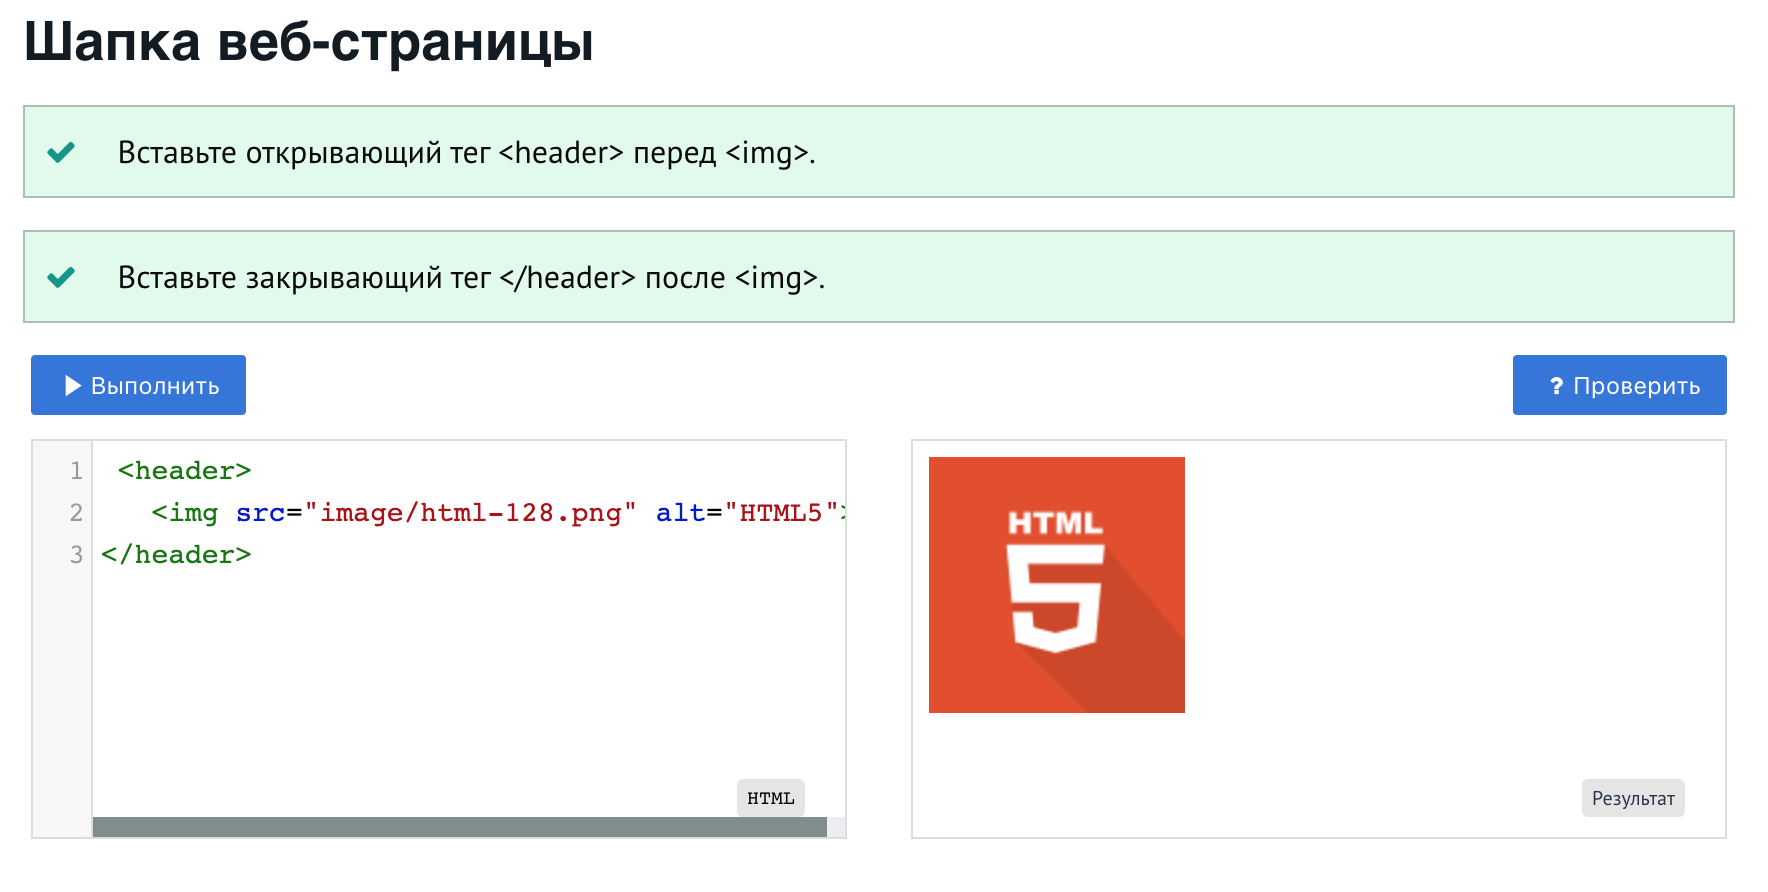 Шапка веб-страницы
Вставьте открывающий тег <header> перед <img>.
Вставьте закрывающий тег </header> после <img>.
Выполнить
? Проверить
1 <header>
2 <img src="image/html-128.png" alt="HTML5">
3 </header>
HTML
5
HTML
Результат